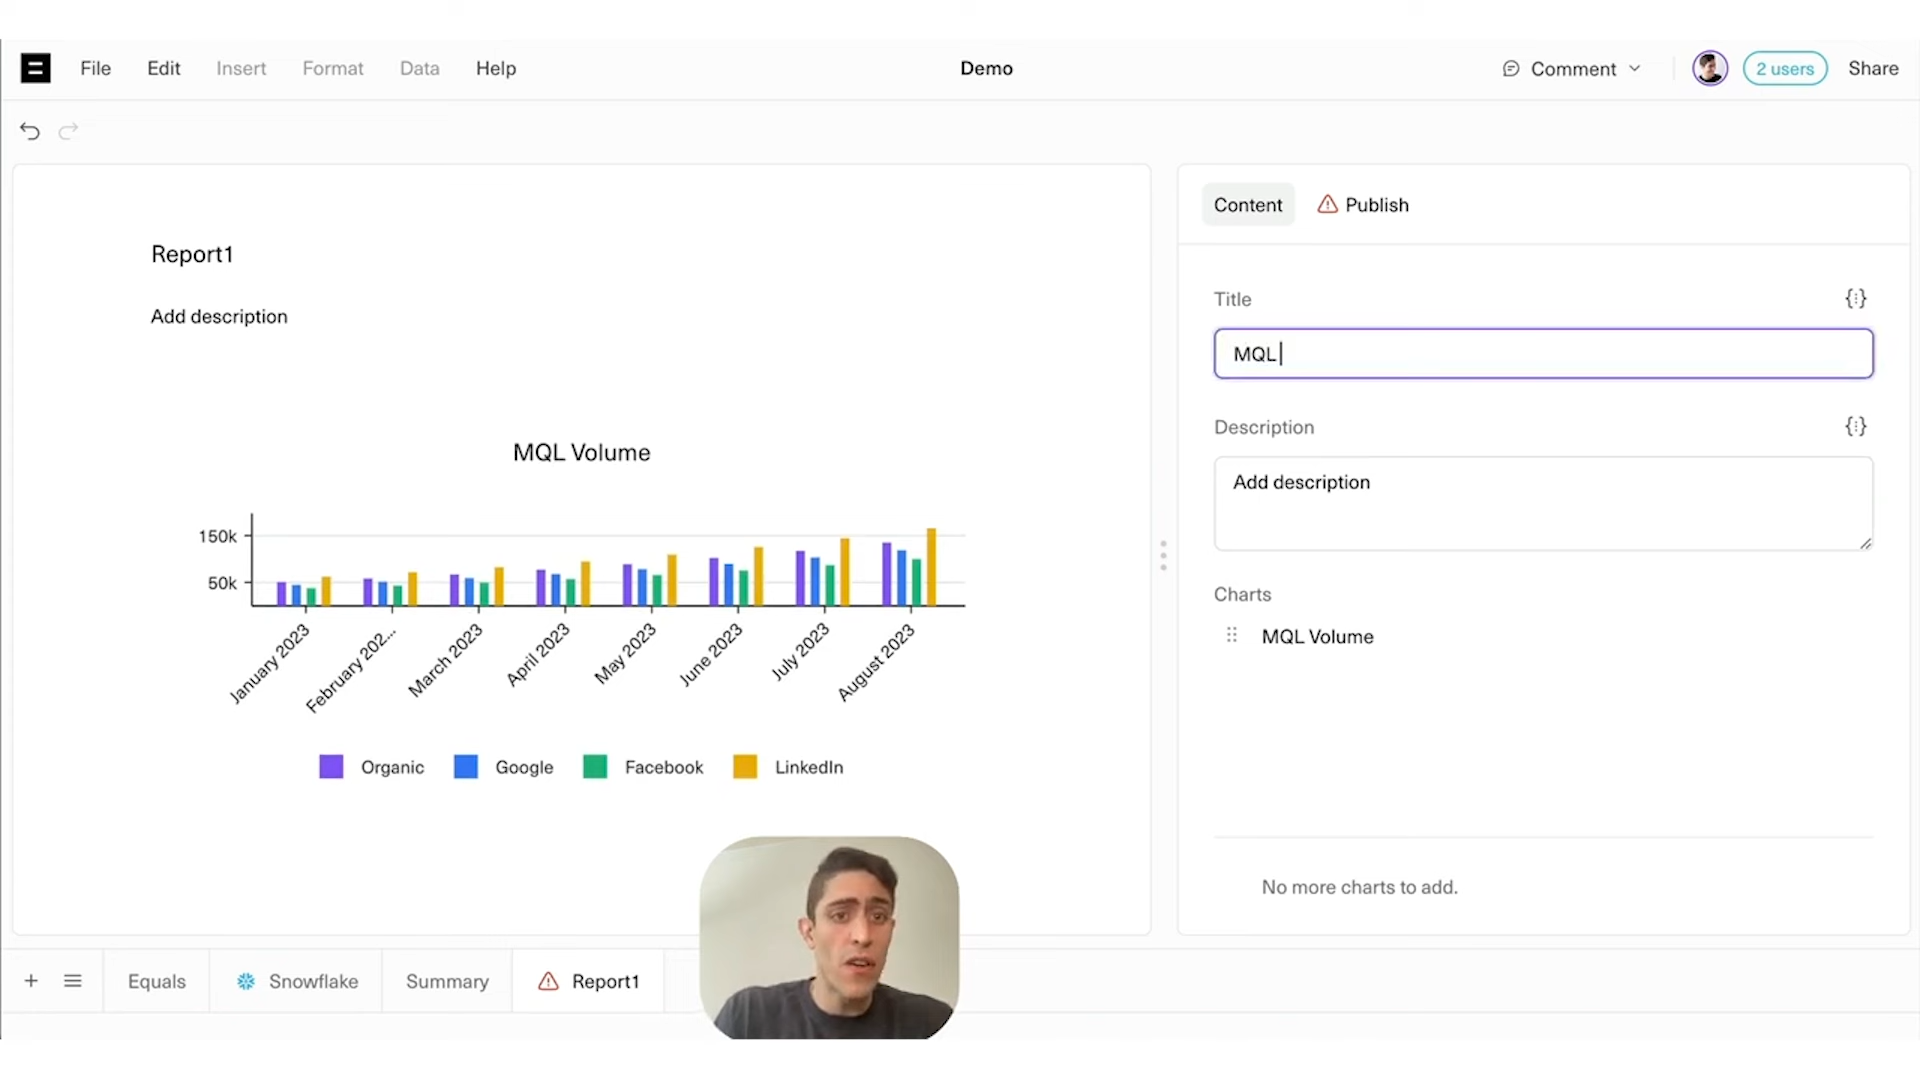 File Edit Insert Format Data Help Demo Comment 2 users Share
Content Publish
Report1
Add description
MQL Volume
150k
50k
January 2023 February 202... March 2023 April 2023 May 2023 June 2023 July 2023 August 2023
Organic Google Facebook LinkedIn
Title
MQL
Description
Add description
Charts
MQL Volume
No more charts to add.
Equals Snowflake Summary Report1